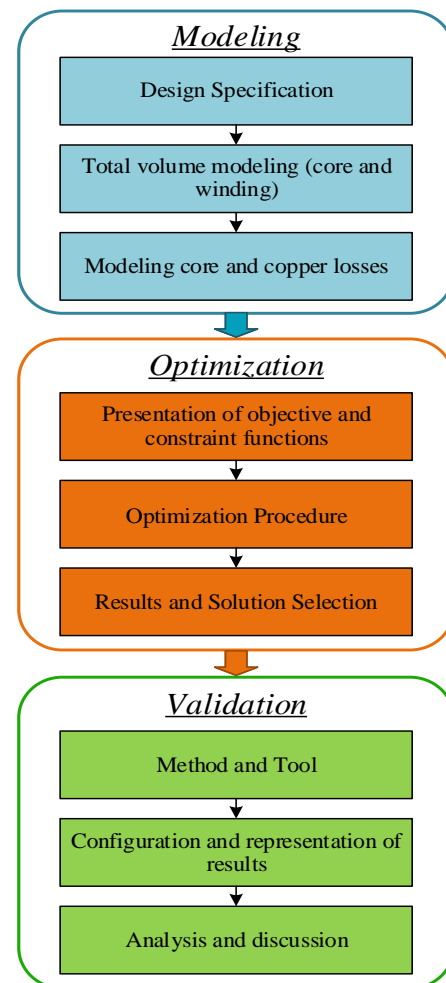 Modeling
Design Specification
Total volume modeling (core and
winding)
Modeling core and copper losses
Optimization
Presentation of objective and
constraint functions
Optimization Procedure
Results and Solution Selection
Validation
Method and Tool
Configuration and representation of
results
Analysis and discussion